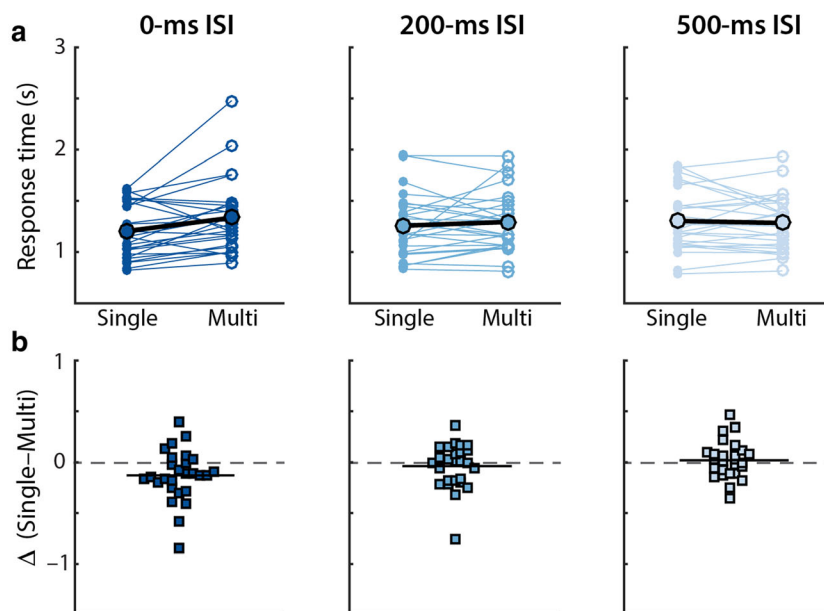 a
0-ms ISI
200-ms ISI
500-ms ISI
Response time (s)
3
2
1
Single
Multi
Single
Multi
Single
Multi
b
Δ (Single–Multi)
1
0
–1